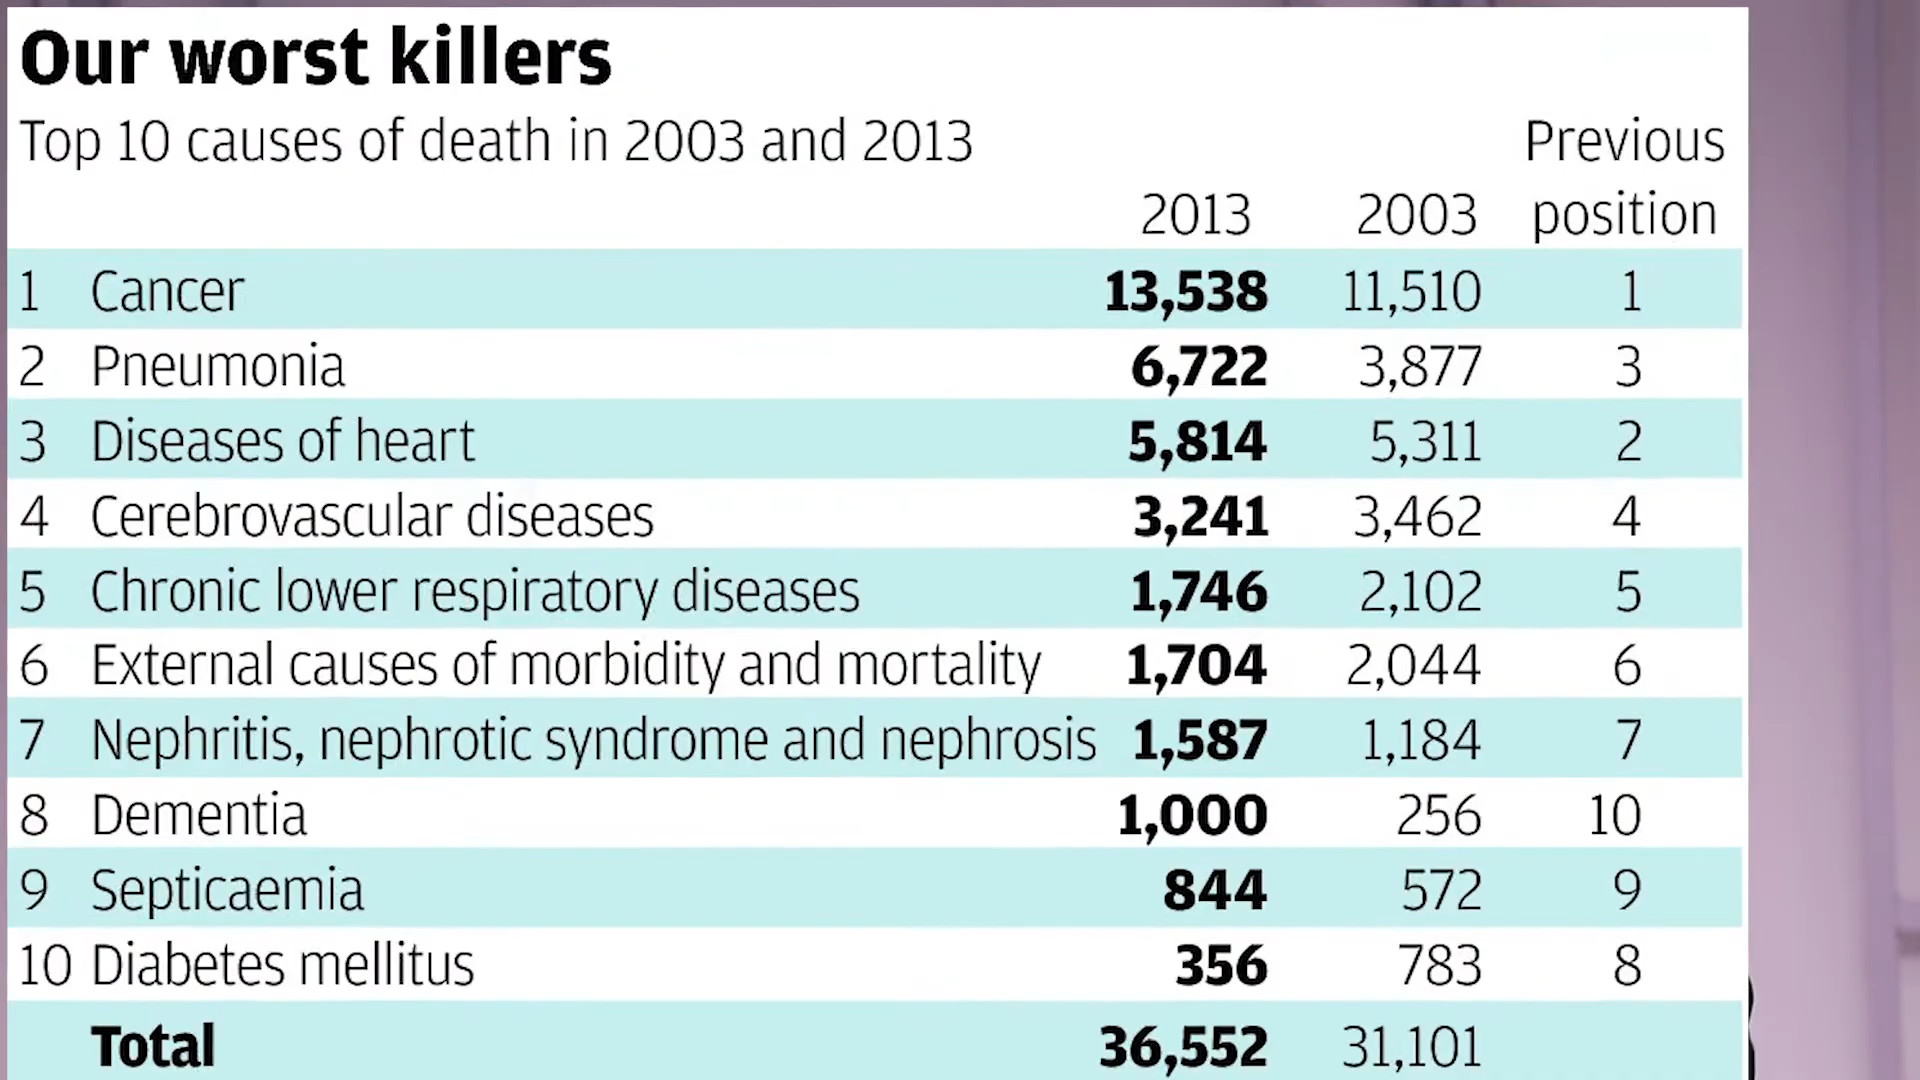 Our worst killers
Top 10 causes of death in 2003 and 2013 Previous
2013 2003 position
1 Cancer 13,538 11,510 1
2 Pneumonia 6,722 3,877 3
3 Diseases of heart 5,814 5,311 2
4 Cerebrovascular diseases 3,241 3,462 4
5 Chronic lower respiratory diseases 1,746 2,102 5
6 External causes of morbidity and mortality 1,704 2,044 6
7 Nephritis, nephrotic syndrome and nephrosis 1,587 1,184 7
8 Dementia 1,000 256 10
9 Septicaemia 844 572 9
10 Diabetes mellitus 356 783 8
Total 36,552 31,101